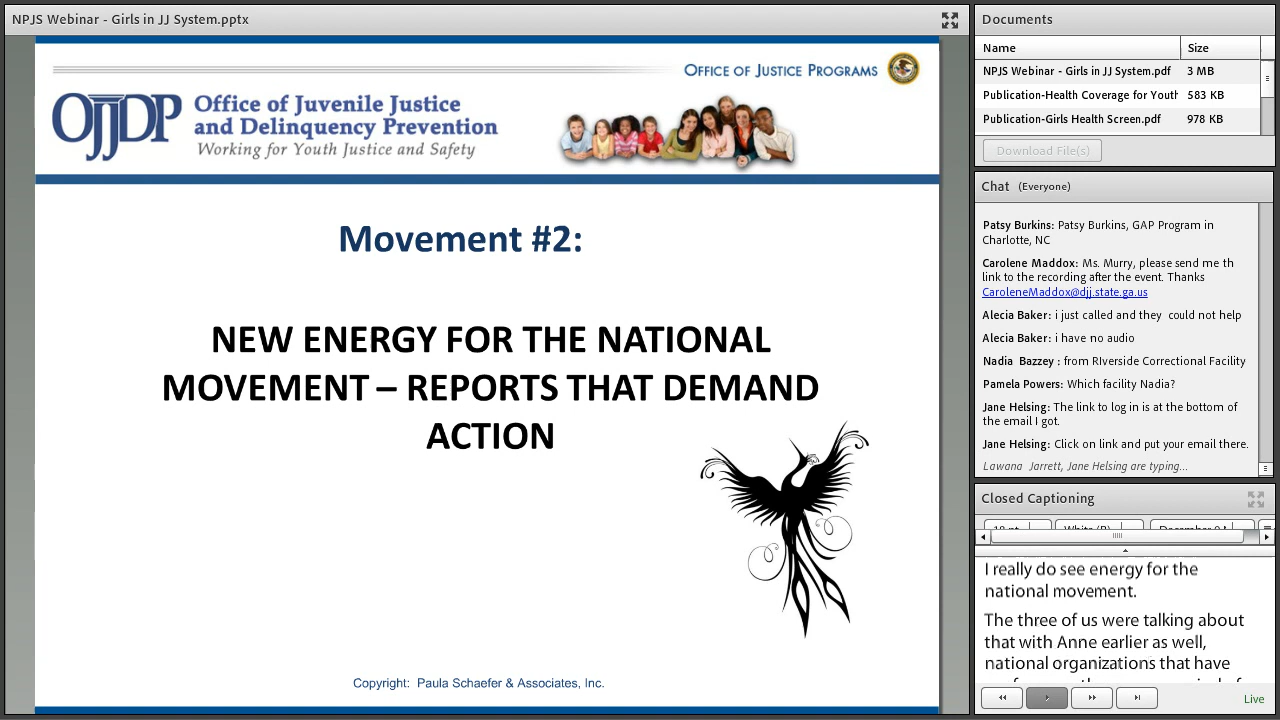 NPJS Webinar - Girls in JJ System.pptx
OFFICE OF JUSTICE PROGRAMS
OJJDP
Office of Juvenile Justice
and Delinquency Prevention
Working for Youth Justice and Safety
Movement #2:
NEW ENERGY FOR THE NATIONAL
MOVEMENT – REPORTS THAT DEMAND
ACTION
Copyright: Paula Schaefer & Associates, Inc.
Documents
Name Size
NPJS Webinar - Girls in JJ System.pdf 3 MB
Publication-Health Coverage for Youth 583 KB
Publication-Girls Health Screen.pdf 978 KB
Download File(s)
Chat (Everyone)
Patsy Burkins: Patsy Burkins, GAP Program in
Charlotte, NC
Carolene Maddox: Ms. Murry, please send me th
link to the recording after the event. Thanks
CaroleneMaddox@djj.state.ga.us
Alecia Baker: i just called and they could not help
Alecia Baker: i have no audio
Nadia Bazzey : from RIverside Correctional Facility
Pamela Powers: Which facility Nadia?
Jane Helsing: The link to log in is at the bottom of
the email I got.
Jane Helsing: Click on link and put your email there.
Lawana Jarrett, Jane Helsing are typing...
Closed Captioning
I really do see energy for the
national movement.
The three of us were talking about
that with Anne earlier as well,
national organizations that have
Live